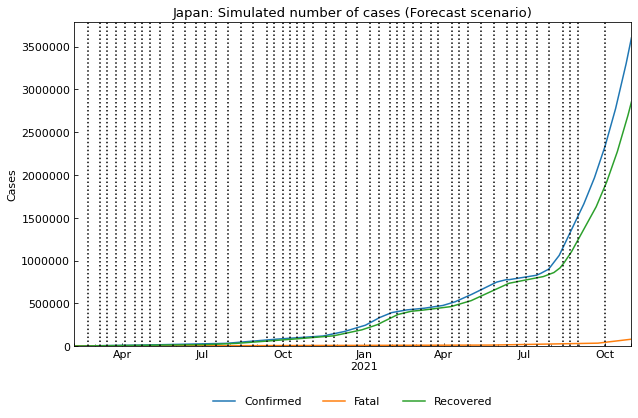 Japan: Simulated number of cases (Forecast scenario)
3500000
3000000
2500000
2000000
1500000
1000000
500000
0
Cases
Apr
Jul
Oct
Jan
2021
Apr
Jul
Oct
Confirmed
Fatal
Recovered